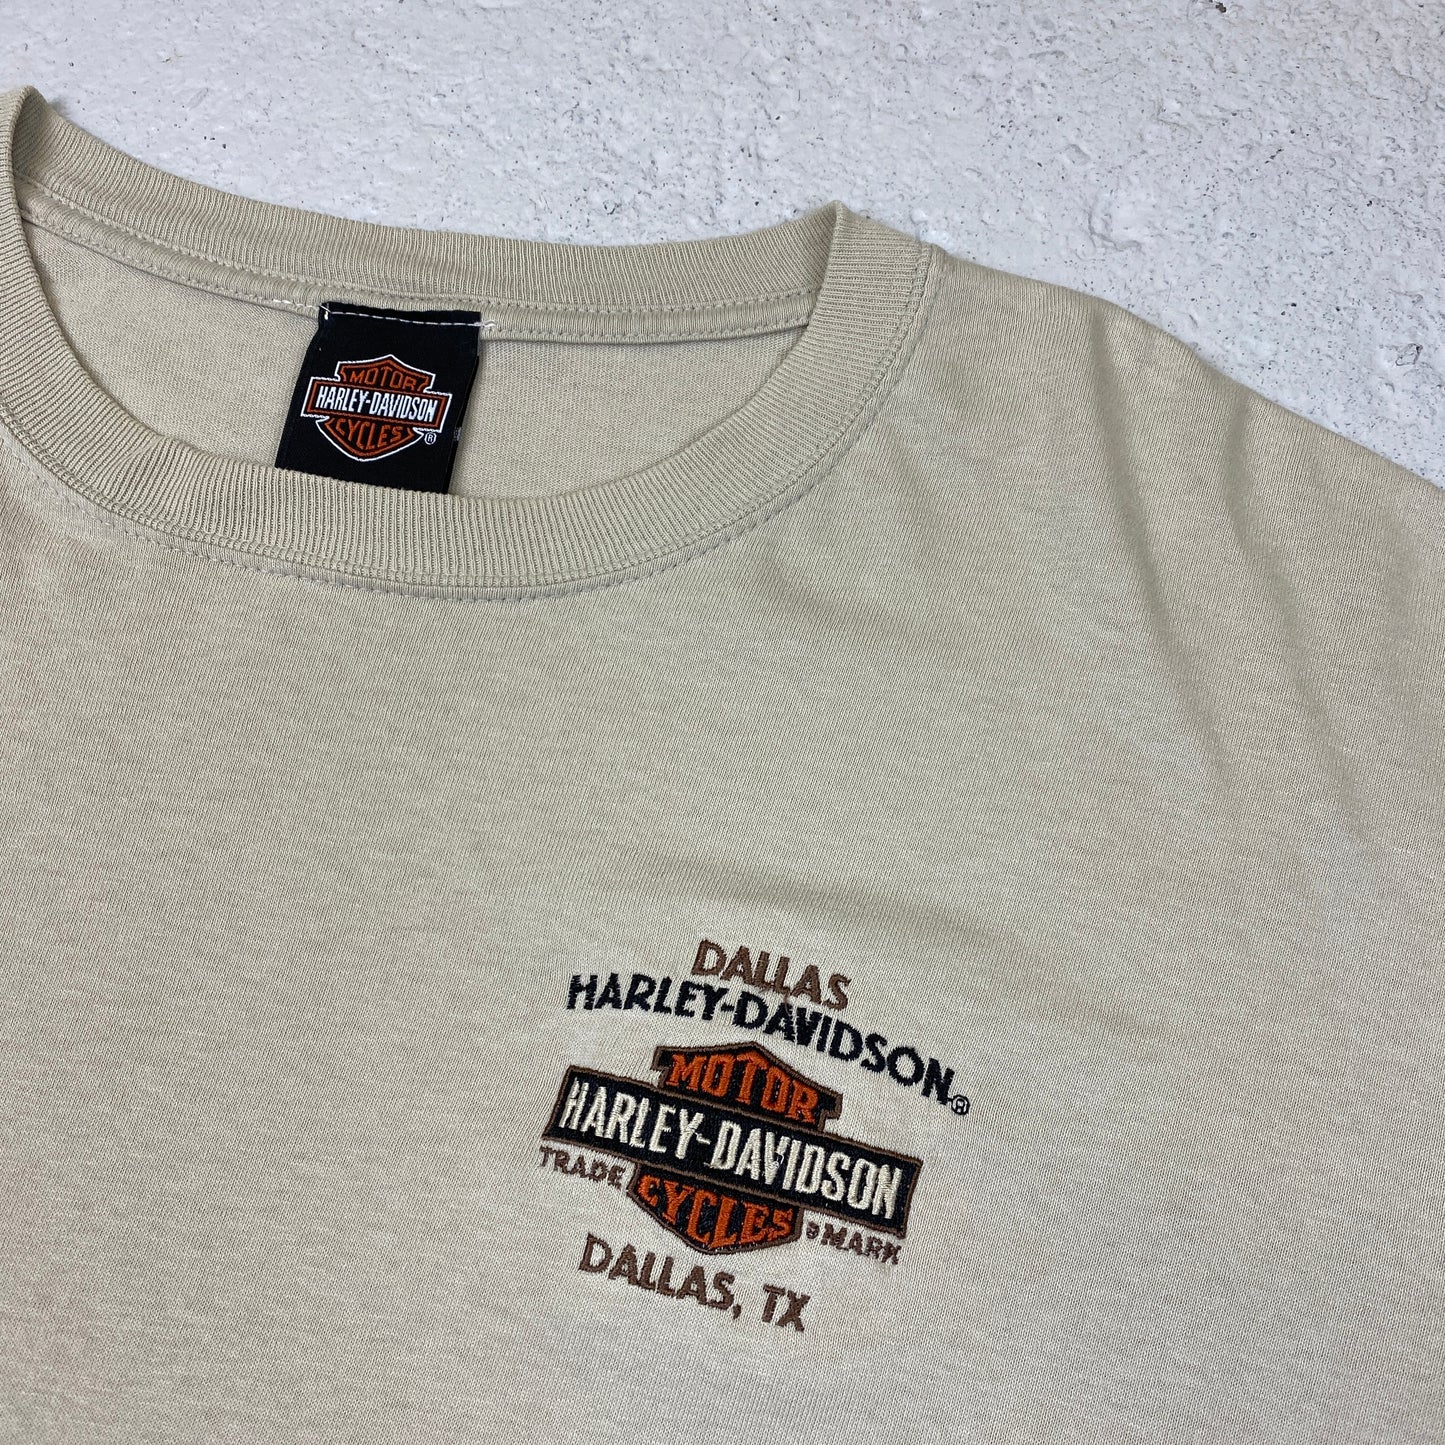 MOTOR
HARLEY-DAVIDSON
CYCLES ®
DALLAS
HARLEY-DAVIDSON®
MOTOR
HARLEY-DAVIDSON
TRADE CYCLES ® MARK
DALLAS, TX